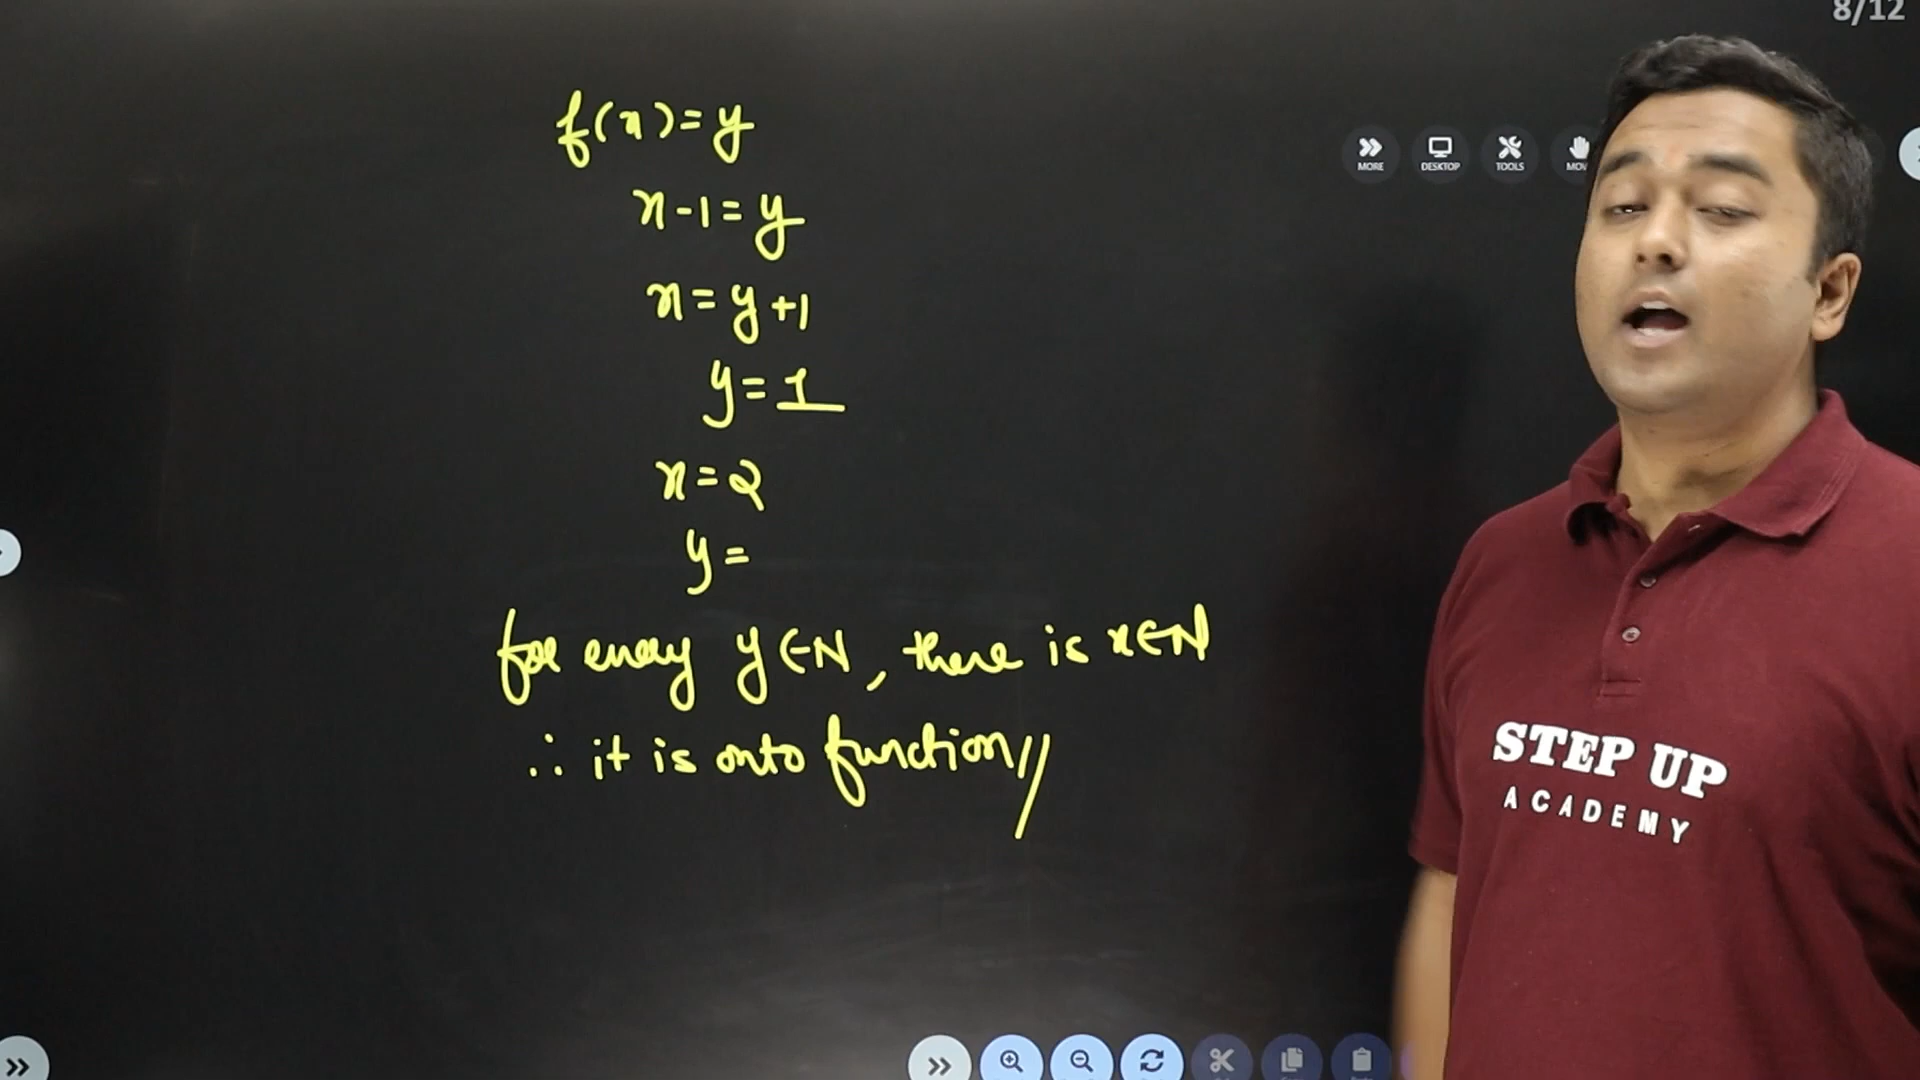 8/12
f(x)=y
MORE
DESKTOP
TOOLS
MOV
x-1=y
x=y+1
y=1
x=2
y=
for every y∈N, there is x∈N
∴ it is onto function//
STEP UP
ACADEMY